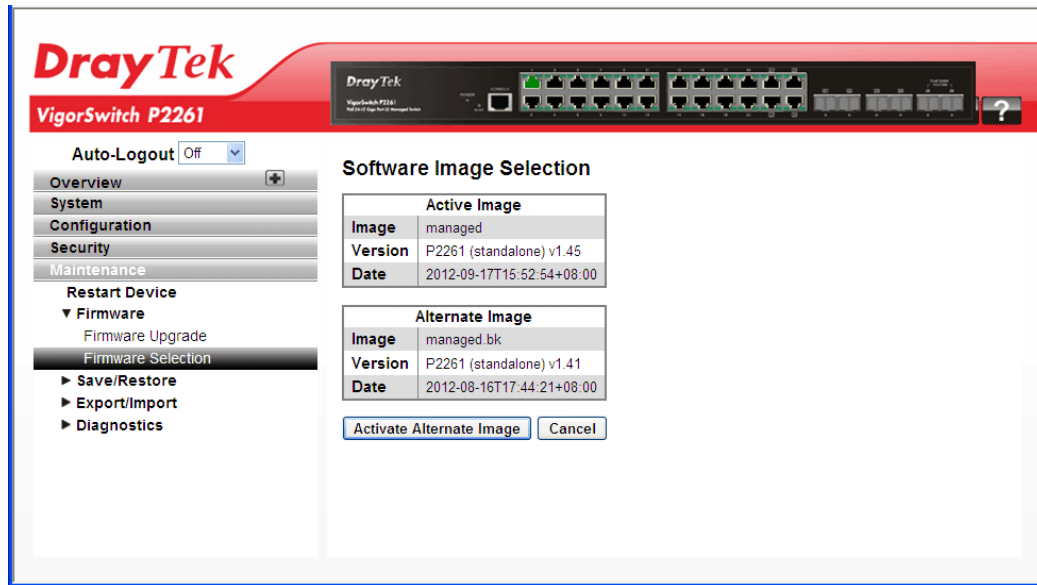 DrayTek
VigorSwitch P2261
DrayTek
VigorSwitch P2261
POWER
CONSOLE
?
Auto-Logout Off
Overview
System
Configuration
Security
Maintenance
Restart Device
▼ Firmware
Firmware Upgrade
Firmware Selection
► Save/Restore
► Export/Import
► Diagnostics
Software Image Selection
Active Image
Image managed
Version P2261 (standalone) v1.45
Date 2012-09-17T15:52:54+08:00
Alternate Image
Image managed.bk
Version P2261 (standalone) v1.41
Date 2012-08-16T17:44:21+08:00
Activate Alternate Image Cancel